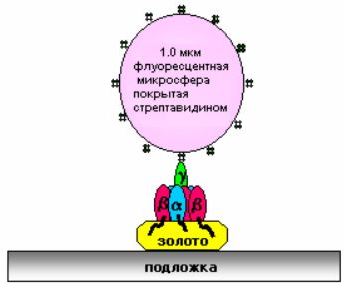 1.0 мкм
флуоресцентная
микросфера
покрытая
стрептавидином
γ
β α β
золото
подложка